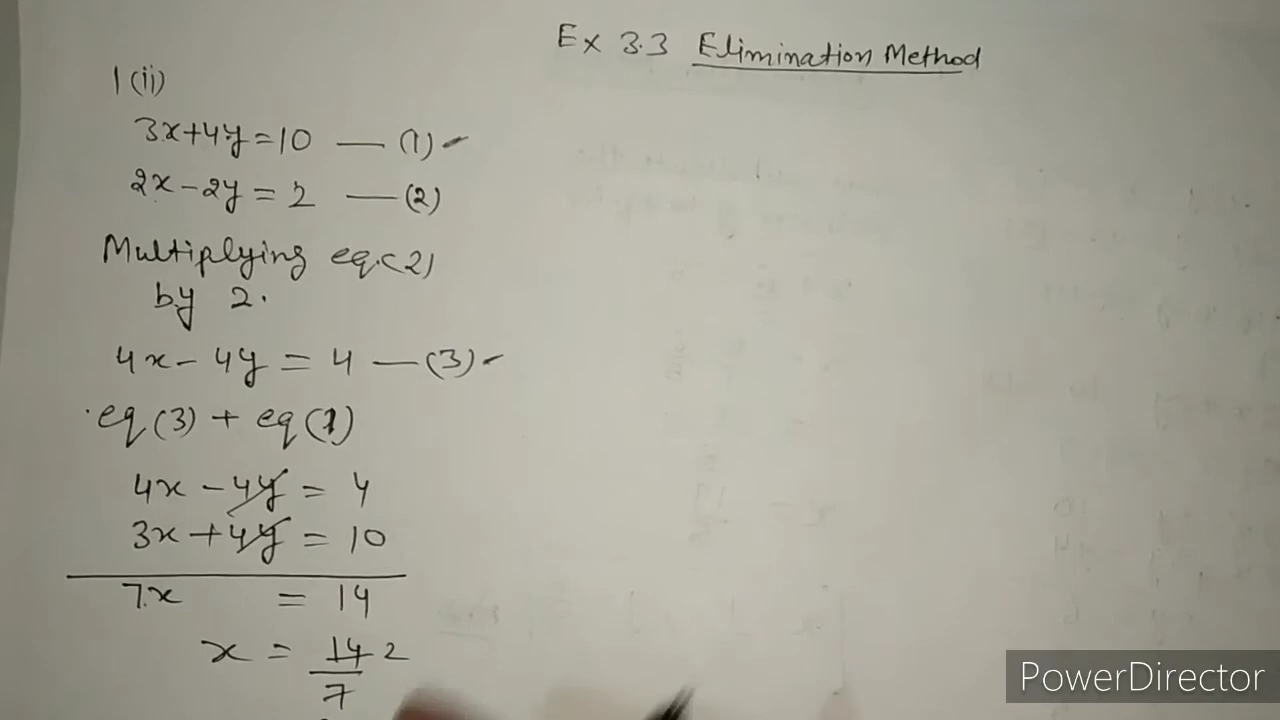 Ex 3.3 Elimination Method
1(ii)
3x+4y=10 — (1)
2x-2y=2 — (2)
Multiplying eq.(2)
by 2.
4x-4y=4 — (3)
eq(3) + eq(1)
4x-4y=4
3x+4y=10
7x = 14
x = 14 2
7
PowerDirector